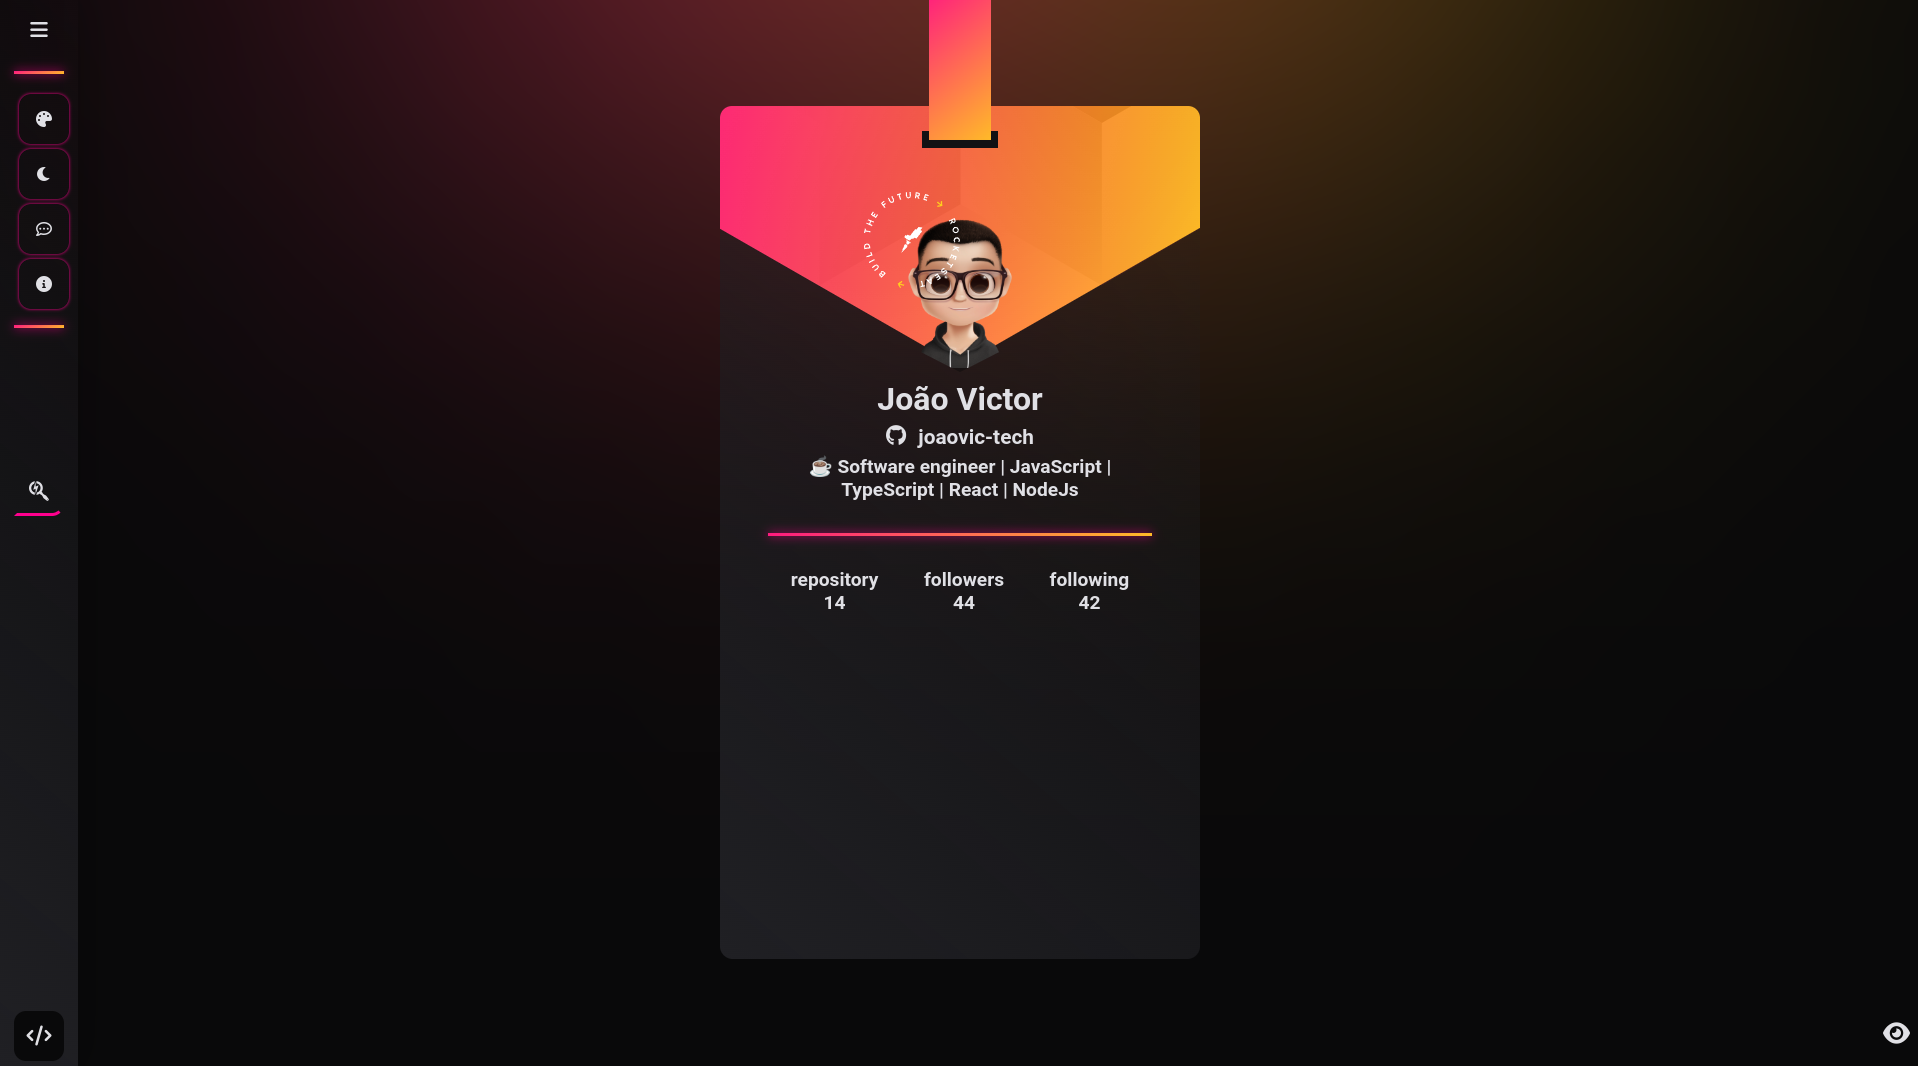 BUILD THE FUTURE → ROCKETSEAT →
João Victor
joaovic-tech
☕ Software engineer | JavaScript |
TypeScript | React | NodeJs
repository followers following
14 44 42